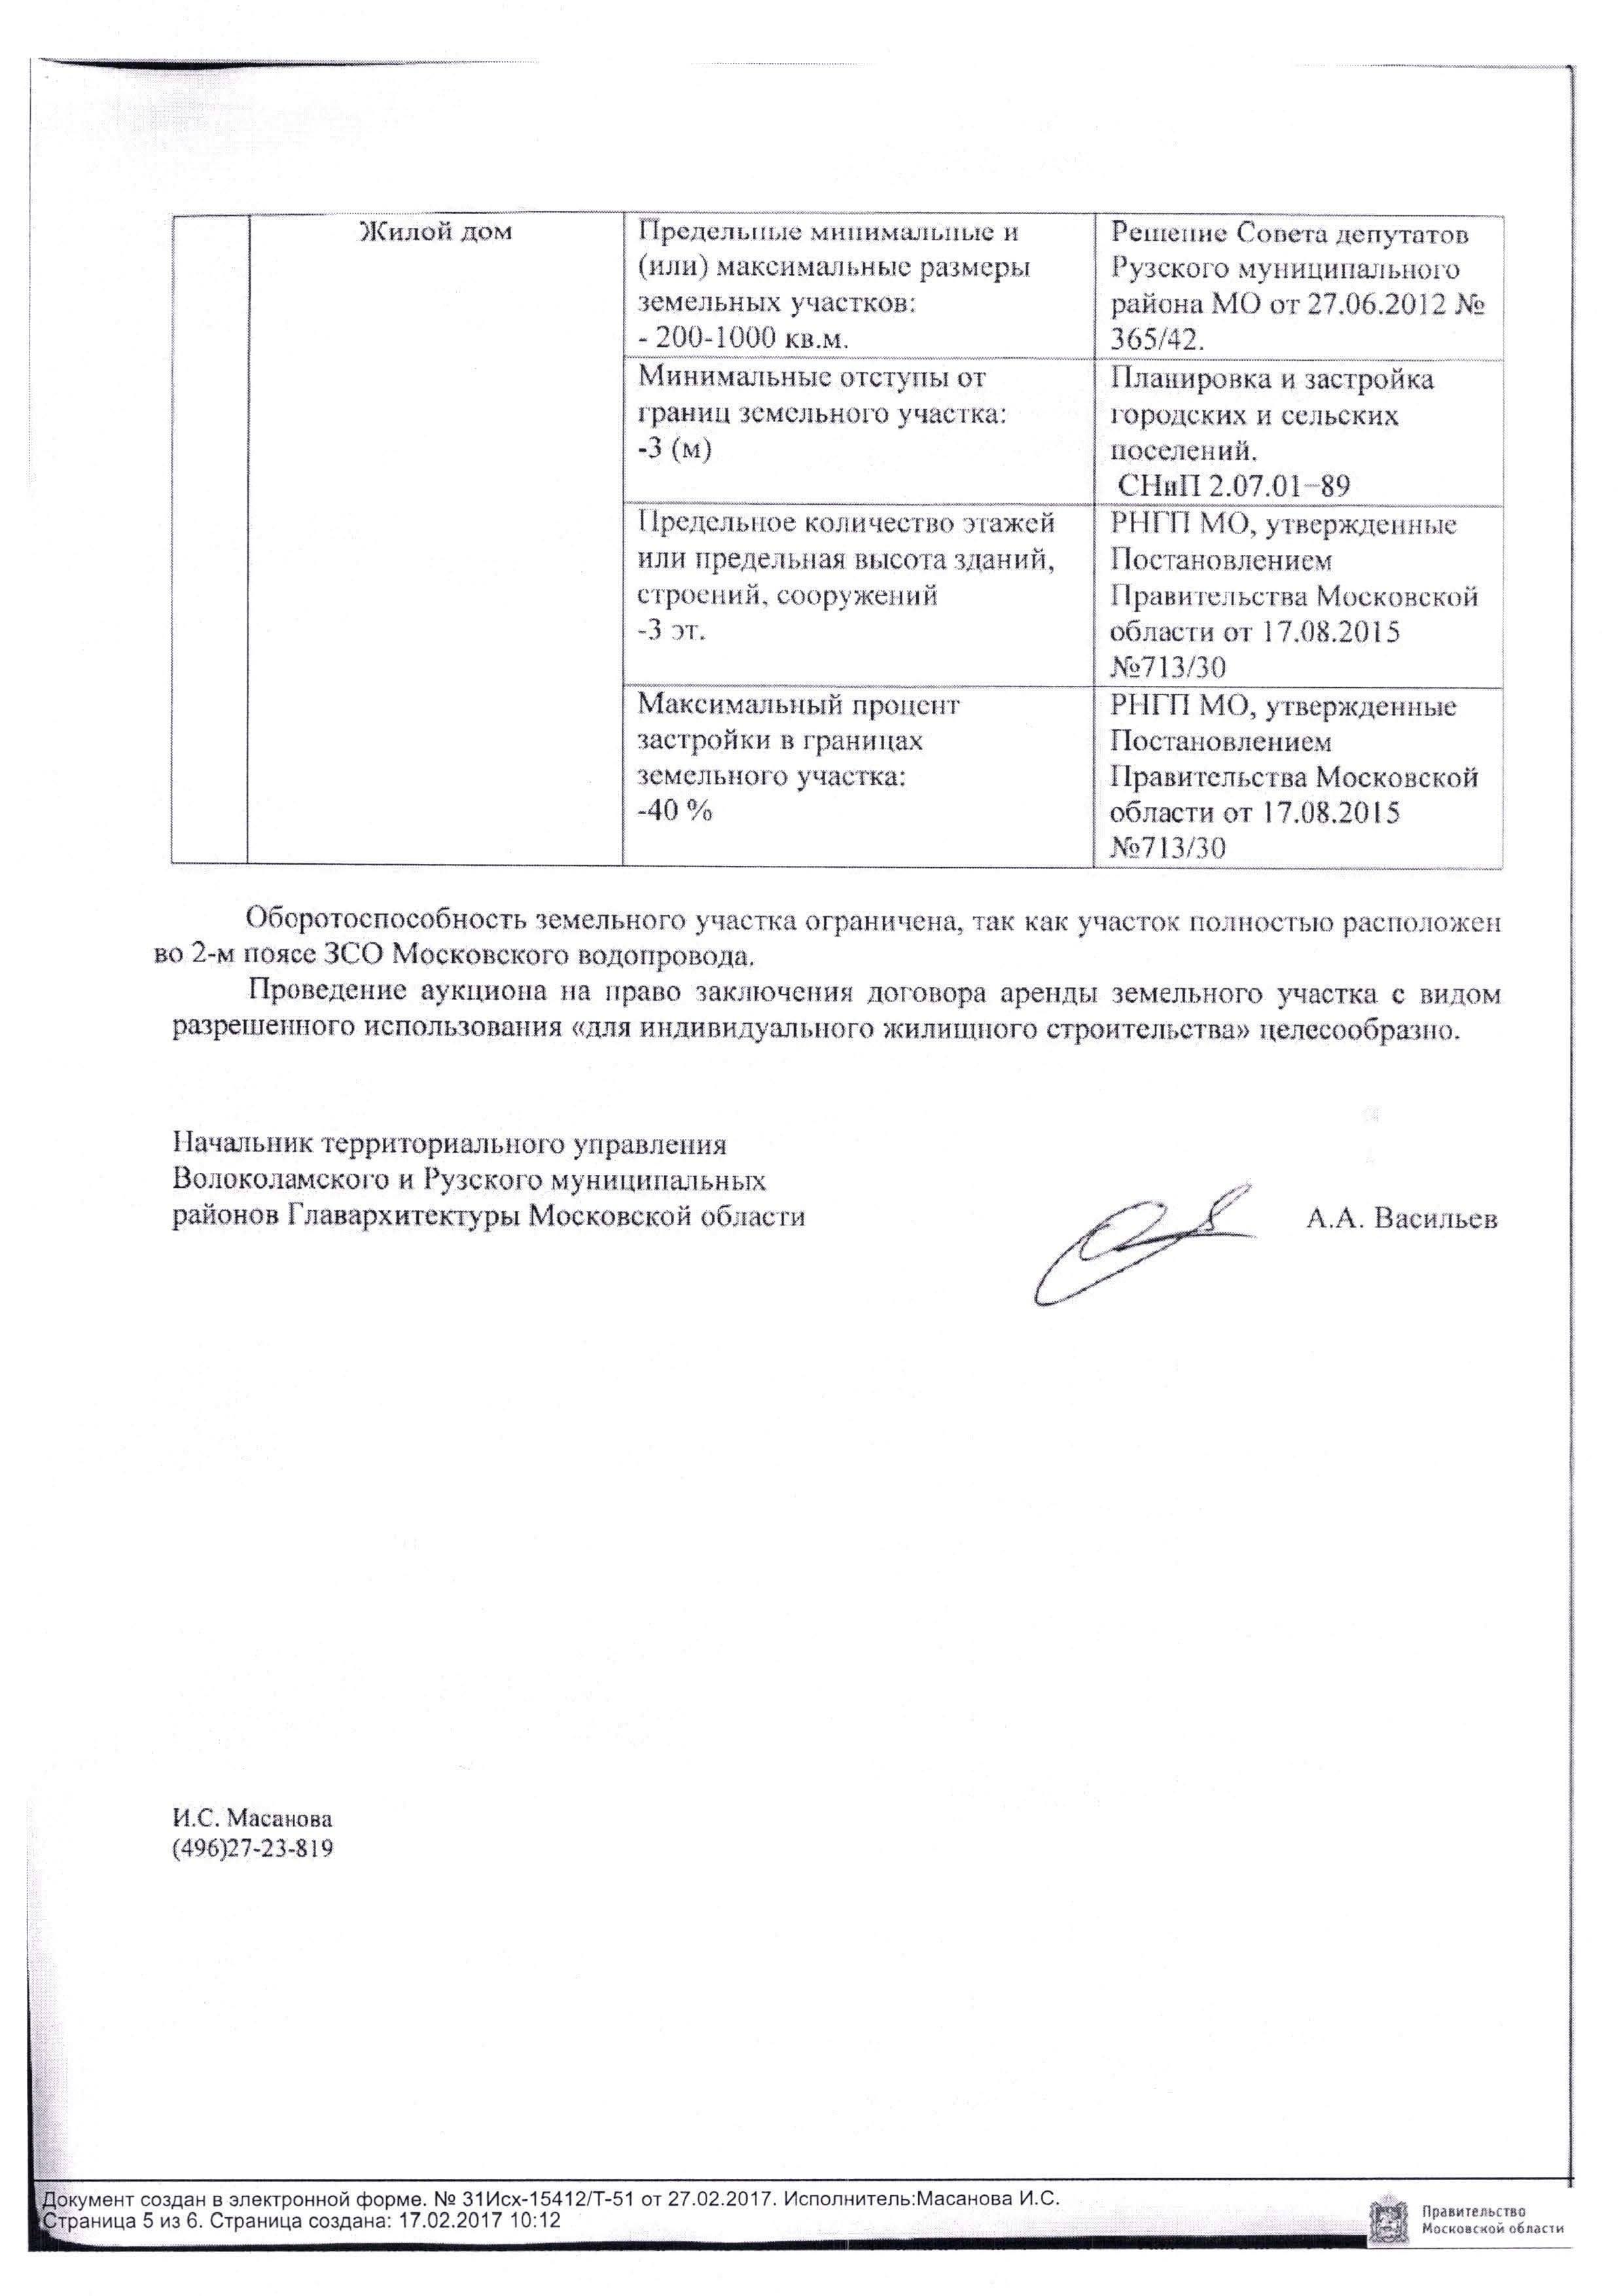 Жилой дом
Предельные минимальные и
(или) максимальные размеры
земельных участков:
- 200-1000 кв.м.
Решение Совета депутатов
Рузского муниципального
района МО от 27.06.2012 №
365/42.
Минимальные отступы от
границ земельного участка:
-3 (м)
Планировка и застройка
городских и сельских
поселений.
СНиП 2.07.01–89
Предельное количество этажей
или предельная высота зданий,
строений, сооружений
-3 эт.
РНГП МО, утвержденные
Постановлением
Правительства Московской
области от 17.08.2015
№713/30
Максимальный процент
застройки в границах
земельного участка:
-40 %
РНГП МО, утвержденные
Постановлением
Правительства Московской
области от 17.08.2015
№713/30
Оборотоспособность земельного участка ограничена, так как участок полностью расположен
во 2-м поясе ЗСО Московского водопровода.
Проведение аукциона на право заключения договора аренды земельного участка с видом
разрешенного использования «для индивидуального жилищного строительства» целесообразно.
Начальник территориального управления
Волоколамского и Рузского муниципальных
районов Главархитектуры Московской области
А.А. Васильев
И.С. Масанова
(496)27-23-819
Документ создан в электронной форме. № 31Исх-15412/Т-51 от 27.02.2017. Исполнитель:Масанова И.С.
Страница 5 из 6. Страница создана: 17.02.2017 10:12
Правительство
Московской области